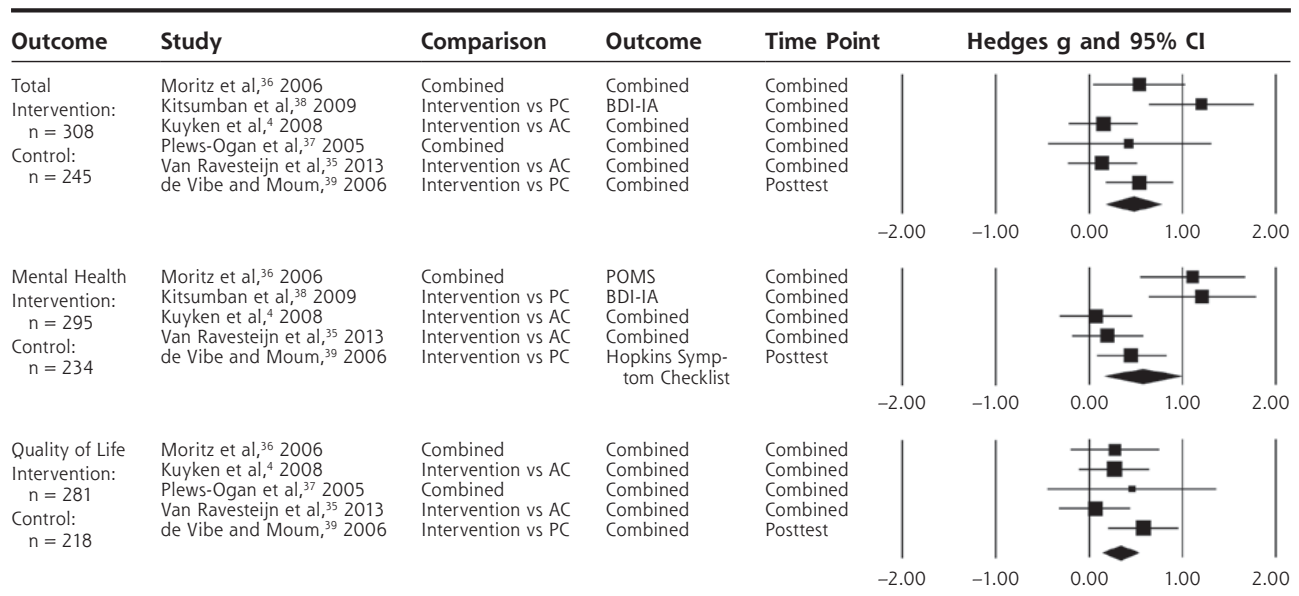 Outcome Study Comparison Outcome Time Point Hedges g and 95% CI
Total Moritz et al,36 2006 Combined Combined Combined
Intervention: Kitsumban et al,38 2009 Intervention vs PC BDI-IA Combined
n = 308 Kuyken et al,4 2008 Intervention vs AC Combined Combined
Control: Plews-Ogan et al,37 2005 Combined Combined Combined
n = 245 Van Ravesteijn et al,35 2013 Intervention vs AC Combined Combined
de Vibe and Moum,39 2006 Intervention vs PC Combined Posttest
–2.00 –1.00 0.00 1.00 2.00
Mental Health Moritz et al,36 2006 Combined POMS Combined
Intervention: Kitsumban et al,38 2009 Intervention vs PC BDI-IA Combined
n = 295 Kuyken et al,4 2008 Intervention vs AC Combined Combined
Control: Van Ravesteijn et al,35 2013 Intervention vs AC Combined Combined
n = 234 de Vibe and Moum,39 2006 Intervention vs PC Hopkins Symp- Posttest
tom Checklist
–2.00 –1.00 0.00 1.00 2.00
Quality of Life Moritz et al,36 2006 Combined Combined Combined
Intervention: Kuyken et al,4 2008 Intervention vs AC Combined Combined
n = 281 Plews-Ogan et al,37 2005 Combined Combined Combined
Control: Van Ravesteijn et al,35 2013 Intervention vs AC Combined Combined
n = 218 de Vibe and Moum,39 2006 Intervention vs PC Combined Posttest
–2.00 –1.00 0.00 1.00 2.00